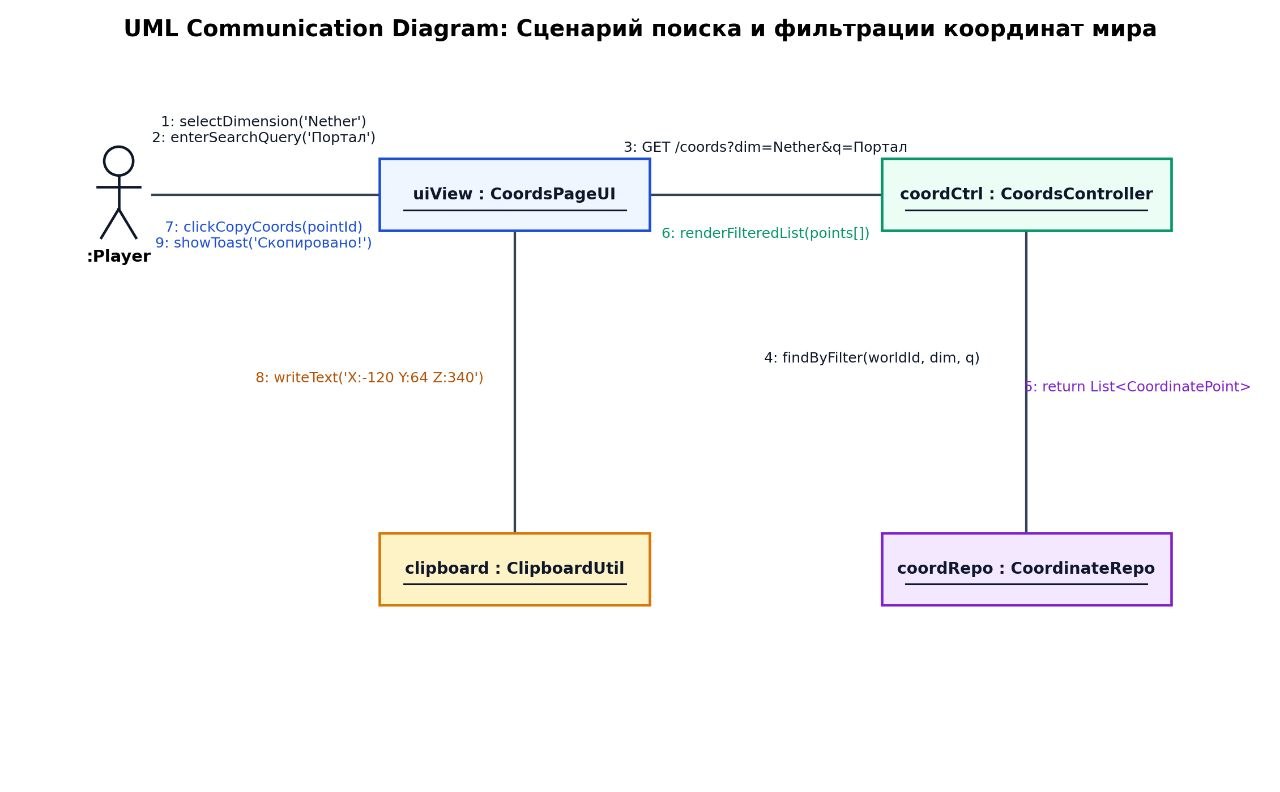 UML Communication Diagram: Сценарий поиска и фильтрации координат мира
1: selectDimension('Nether')
2: enterSearchQuery('Портал')
3: GET /coords?dim=Nether&q=Портал
uiView : CoordsPageUI
coordCtrl : CoordsController
7: clickCopyCoords(pointId)
9: showToast('Скопировано!')
6: renderFilteredList(points[])
:Player
4: findByFilter(worldId, dim, q)
8: writeText('X:-120 Y:64 Z:340')
5: return List<CoordinatePoint>
clipboard : ClipboardUtil
coordRepo : CoordinateRepo